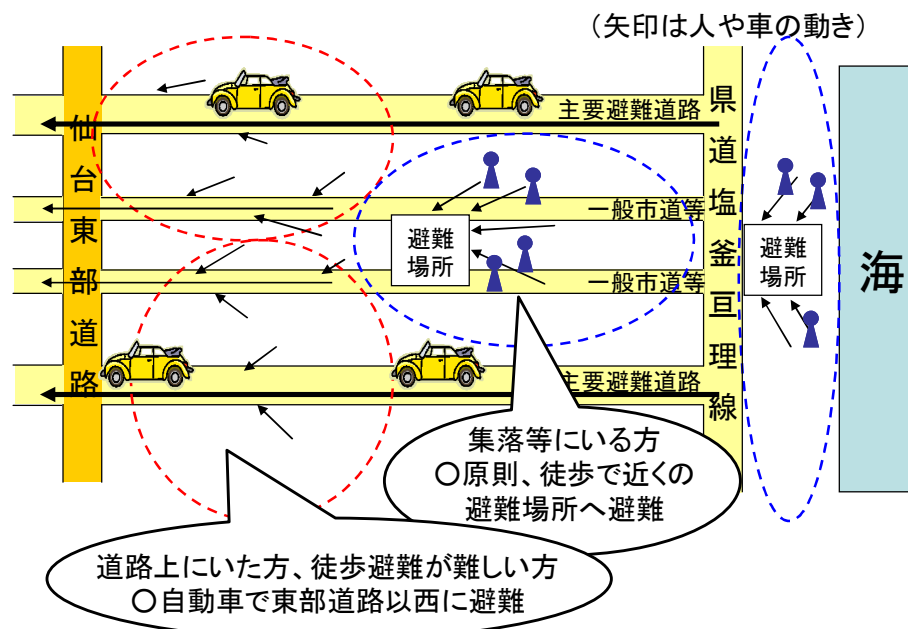 (矢印は人や車の動き)
主要避難道路
県道塩釜亘理線
仙台東部道路
一般市道等
避難
場所
避難
場所
海
一般市道等
主要避難道路
集落等にいる方
○原則、徒歩で近くの
避難場所へ避難
道路上にいた方、徒歩避難が難しい方
○自動車で東部道路以西に避難